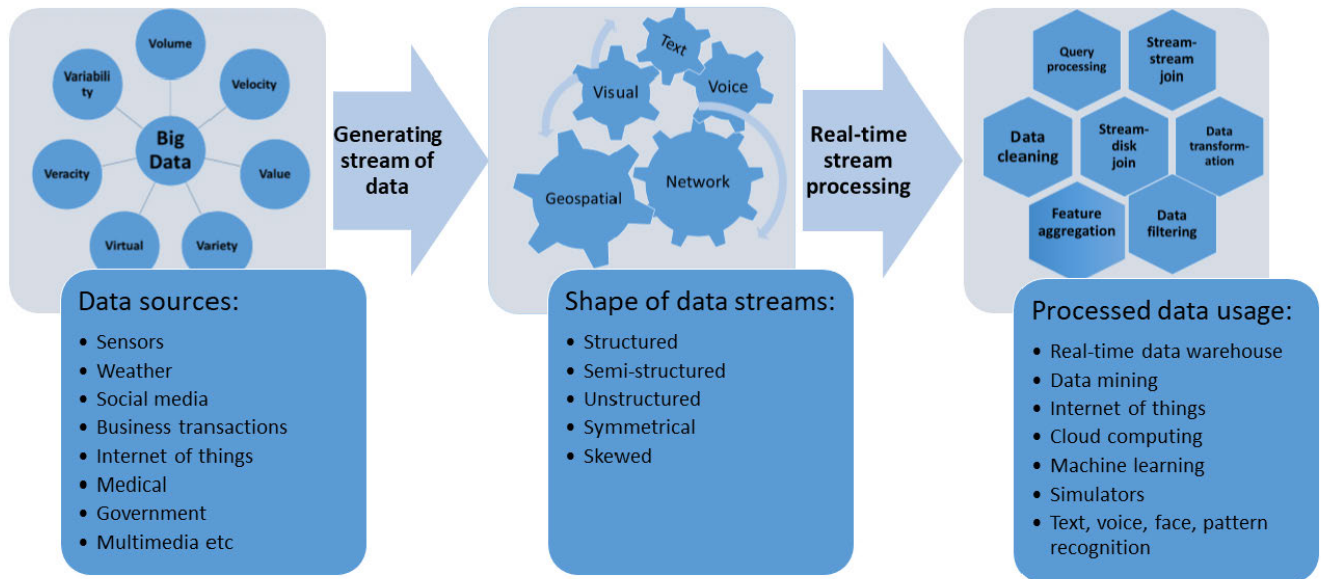 Volume
Variabili
ty
Velocity
Big
Data
Veracity
Value
Virtual
Variety
Generating
stream of
data
Text
Visual
Voice
Geospatial
Network
Real-time
stream
processing
Query
processing
Stream-
stream
join
Data
cleaning
Stream-
disk
join
Data
transform-
ation
Feature
aggregation
Data
filtering
Data sources:
• Sensors
• Weather
• Social media
• Business transactions
• Internet of things
• Medical
• Government
• Multimedia etc
Shape of data streams:
• Structured
• Semi-structured
• Unstructured
• Symmetrical
• Skewed
Processed data usage:
• Real-time data warehouse
• Data mining
• Internet of things
• Cloud computing
• Machine learning
• Simulators
• Text, voice, face, pattern
recognition